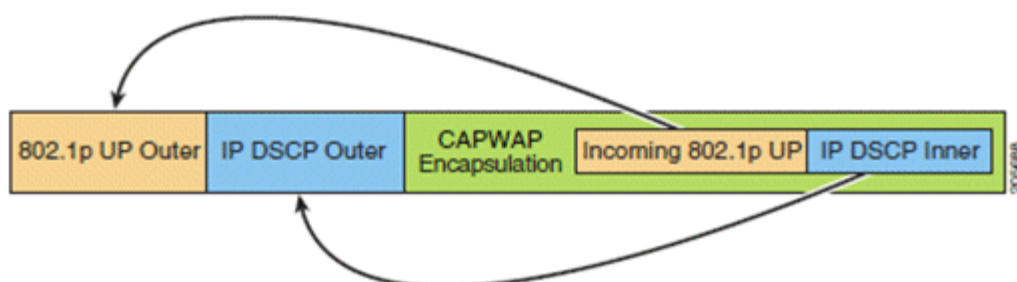 802.1p UP Outer
IP DSCP Outer
CAPWAP
Encapsulation
Incoming 802.1p UP
IP DSCP Inner